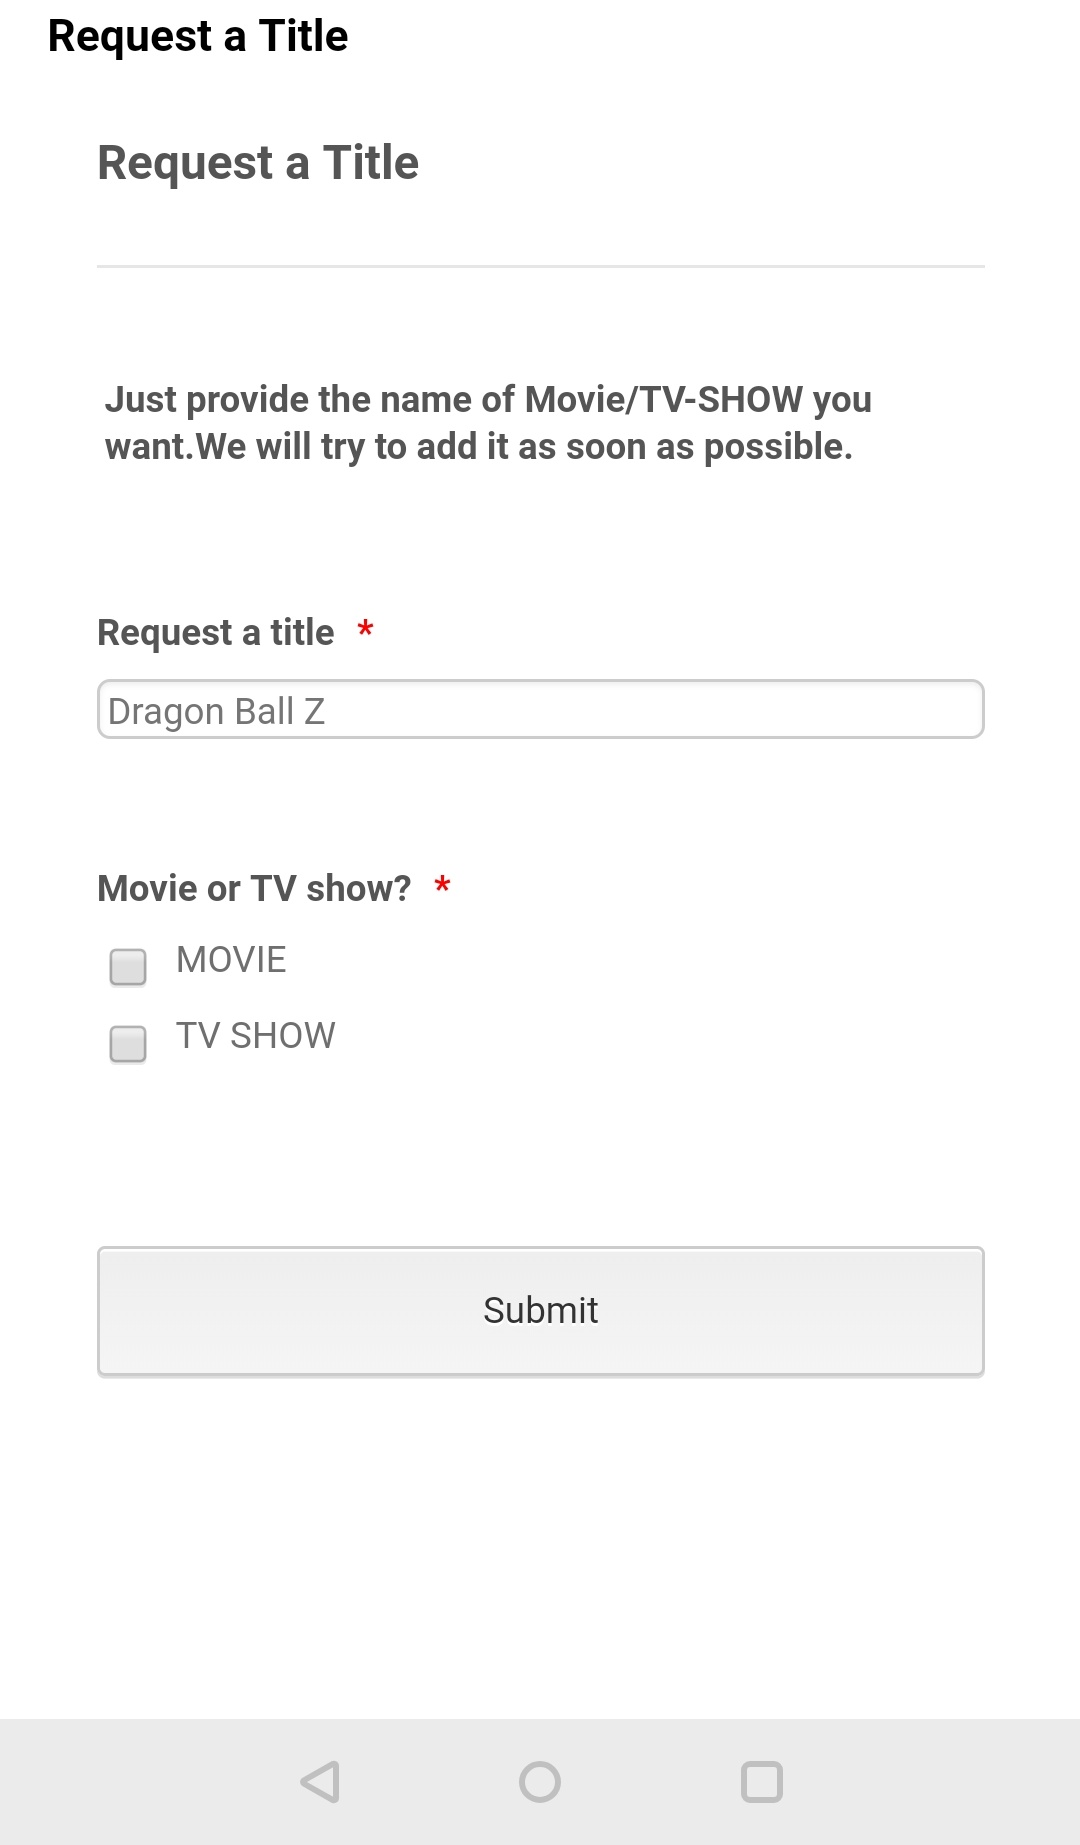 Request a Title
Request a Title
Just provide the name of Movie/TV-SHOW you
want.We will try to add it as soon as possible.
Request a title *
Dragon Ball Z
Movie or TV show? *
MOVIE
TV SHOW
Submit